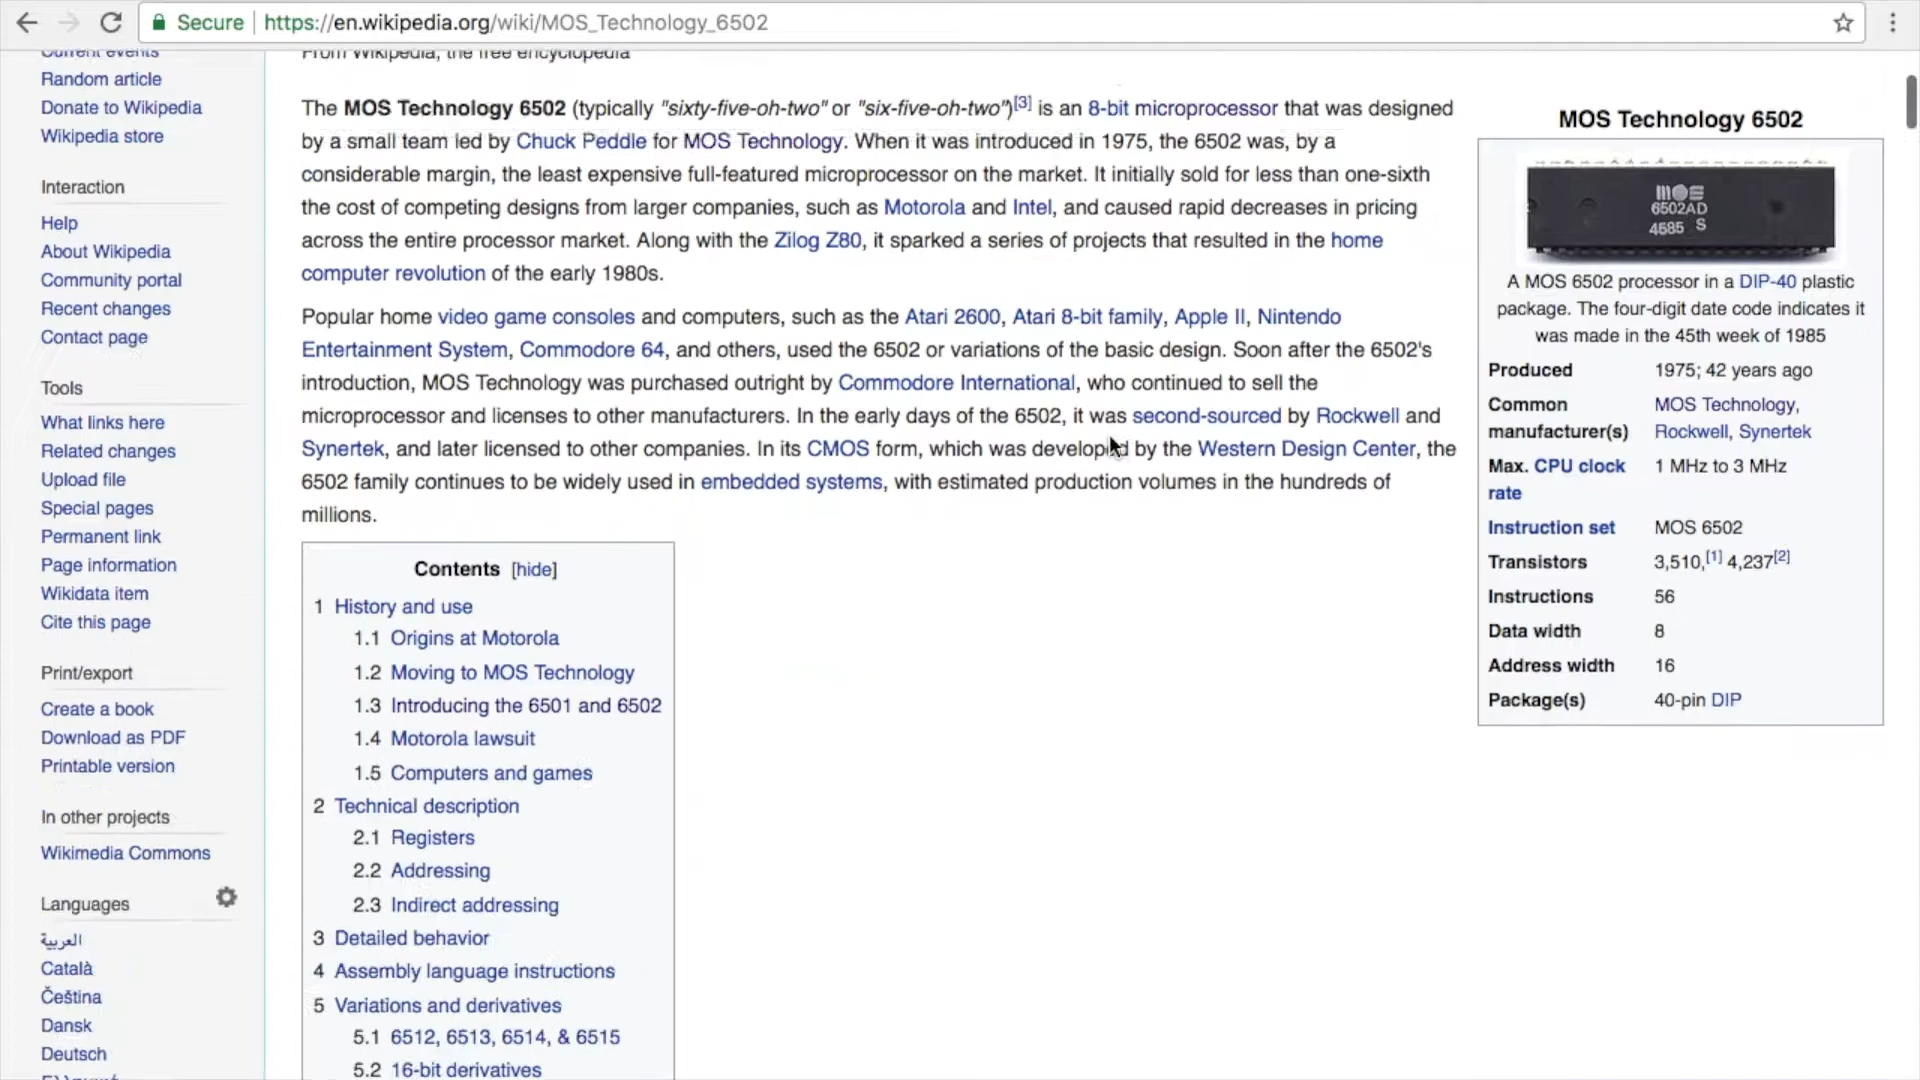 Secure https://en.wikipedia.org/wiki/MOS_Technology_6502
Current events
Random article
Donate to Wikipedia
Wikipedia store
Interaction
Help
About Wikipedia
Community portal
Recent changes
Contact page
Tools
What links here
Related changes
Upload file
Special pages
Permanent link
Page information
Wikidata item
Cite this page
Print/export
Create a book
Download as PDF
Printable version
In other projects
Wikimedia Commons
Languages
العربية
Català
Čeština
Dansk
Deutsch
From Wikipedia, the free encyclopedia
The MOS Technology 6502 (typically "sixty-five-oh-two" or "six-five-oh-two")[3] is an 8-bit microprocessor that was designed
by a small team led by Chuck Peddle for MOS Technology. When it was introduced in 1975, the 6502 was, by a
considerable margin, the least expensive full-featured microprocessor on the market. It initially sold for less than one-sixth
the cost of competing designs from larger companies, such as Motorola and Intel, and caused rapid decreases in pricing
across the entire processor market. Along with the Zilog Z80, it sparked a series of projects that resulted in the home
computer revolution of the early 1980s.
Popular home video game consoles and computers, such as the Atari 2600, Atari 8-bit family, Apple II, Nintendo
Entertainment System, Commodore 64, and others, used the 6502 or variations of the basic design. Soon after the 6502's
introduction, MOS Technology was purchased outright by Commodore International, who continued to sell the
microprocessor and licenses to other manufacturers. In the early days of the 6502, it was second-sourced by Rockwell and
Synertek, and later licensed to other companies. In its CMOS form, which was developed by the Western Design Center, the
6502 family continues to be widely used in embedded systems, with estimated production volumes in the hundreds of
millions.
Contents [hide]
1 History and use
1.1 Origins at Motorola
1.2 Moving to MOS Technology
1.3 Introducing the 6501 and 6502
1.4 Motorola lawsuit
1.5 Computers and games
2 Technical description
2.1 Registers
2.2 Addressing
2.3 Indirect addressing
3 Detailed behavior
4 Assembly language instructions
5 Variations and derivatives
5.1 6512, 6513, 6514, & 6515
5.2 16-bit derivatives
MOS Technology 6502
mos
6502AD
4585 S
A MOS 6502 processor in a DIP-40 plastic
package. The four-digit date code indicates it
was made in the 45th week of 1985
Produced 1975; 42 years ago
Common MOS Technology,
manufacturer(s) Rockwell, Synertek
Max. CPU clock 1 MHz to 3 MHz
rate
Instruction set MOS 6502
Transistors 3,510,[1] 4,237[2]
Instructions 56
Data width 8
Address width 16
Package(s) 40-pin DIP